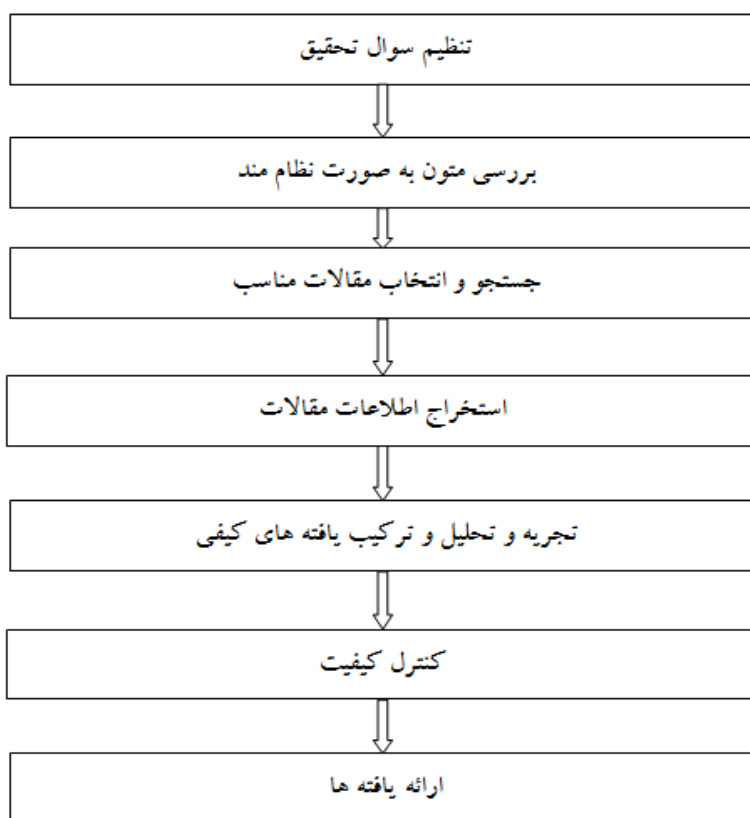 تنظیم سوال تحقیق
بررسی متون به صورت نظام مند
جستجو و انتخاب مقالات مناسب
استخراج اطلاعات مقالات
تجزیه و تحلیل و ترکیب یافته های کیفی
کنترل کیفیت
ارائه یافته ها